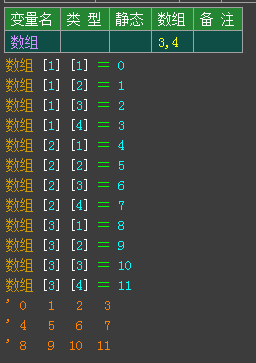 变量名 类 型 静态 数组 备 注
数组 3,4
数组 [1] [1] = 0
数组 [1] [2] = 1
数组 [1] [3] = 2
数组 [1] [4] = 3
数组 [2] [1] = 4
数组 [2] [2] = 5
数组 [2] [3] = 6
数组 [2] [4] = 7
数组 [3] [1] = 8
数组 [3] [2] = 9
数组 [3] [3] = 10
数组 [3] [4] = 11
' 0 1 2 3
' 4 5 6 7
' 8 9 10 11